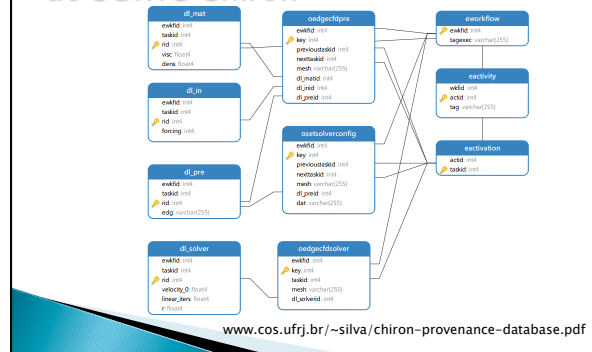 dl_mat
ewkfid: int4
taskid: int4
rid: int4
visc: float4
dens: float4
dl_in
ewkfid: int4
taskid: int4
rid: int4
forcing: int4
dl_pre
ewkfid: int4
taskid: int4
rid: int4
edg: varchar(255)
dl_solver
ewkfid: int4
taskid: int4
rid: int4
velocity_0: float4
linear_iters: float4
r: float4
oedgecfdpre
ewkfid: int4
key: int4
previoustaskid: int4
nexttaskid: int4
mesh: varchar(255)
dl_matid: int4
dl_inid: int4
dl_preid: int4
osetsolverconfig
ewkfid: int4
key: int4
previoustaskid: int4
nexttaskid: int4
mesh: varchar(255)
dl_preid: int4
dat: varchar(255)
oedgecfdsolver
ewkfid: int4
key: int4
taskid: int4
mesh: varchar(255)
dl_solverid: int4
eworkflow
ewkfid: int4
tagexec: varchar(255)
eactivity
wkfid: int4
actid: int4
tag: varchar(255)
eactivation
actid: int4
taskid: int4
www.cos.ufrj.br/~silva/chiron-provenance-database.pdf